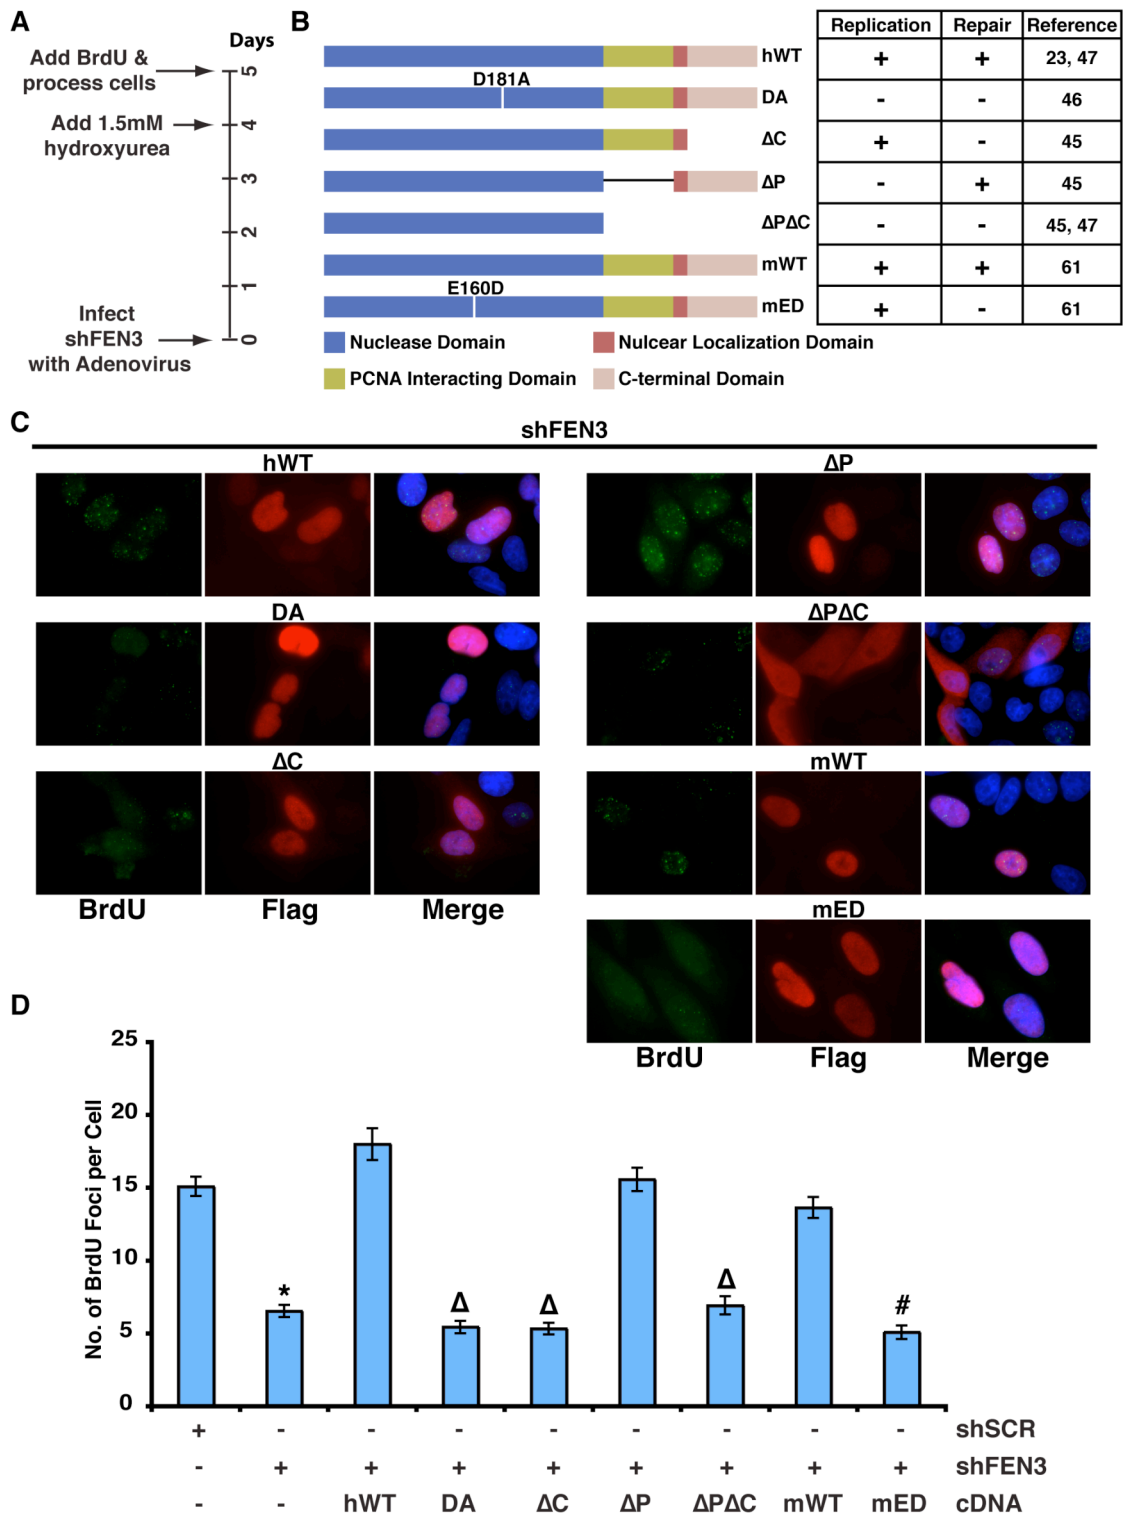 A
Days
Add BrdU &
process cells
5
Add 1.5mM
hydroxyurea
4
3
2
1
Infect
shFEN3
with Adenovirus
0
B
Replication Repair Reference
hWT + + 23, 47
D181A
DA - - 46
ΔC + - 45
ΔP - + 45
ΔPΔC - - 45, 47
mWT + + 61
E160D
mED + - 61
Nuclease Domain
Nulcear Localization Domain
PCNA Interacting Domain
C-terminal Domain
C
shFEN3
hWT
ΔP
DA
ΔPΔC
ΔC
mWT
BrdU Flag Merge
mED
BrdU Flag Merge
D
No. of BrdU Foci per Cell
25
20
15
10
5
0
*
Δ
Δ
Δ
#
+ - - - - - - - - shSCR
- + + + + + + + + shFEN3
- - hWT DA ΔC ΔP ΔPΔC mWT mED cDNA